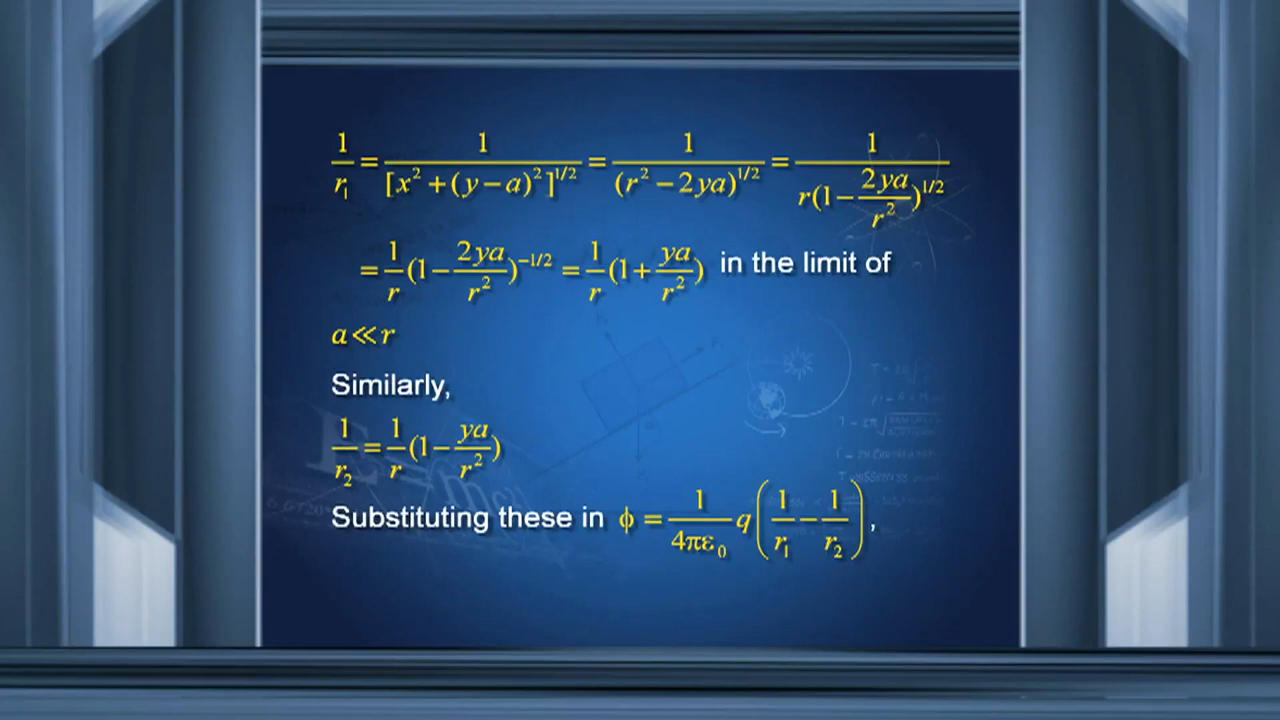 1/r₁ = 1/[x² + (y − a)²]^1/2 = 1/(r² − 2ya)^1/2 = 1/r(1 − 2ya/r²)^1/2
= 1/r (1 − 2ya/r²)^−1/2 = 1/r (1 + ya/r²) in the limit of
a ≪ r
Similarly,
1/r₂ = 1/r (1 − ya/r²)
Substituting these in ϕ = 1/4πε₀ q (1/r₁ − 1/r₂),